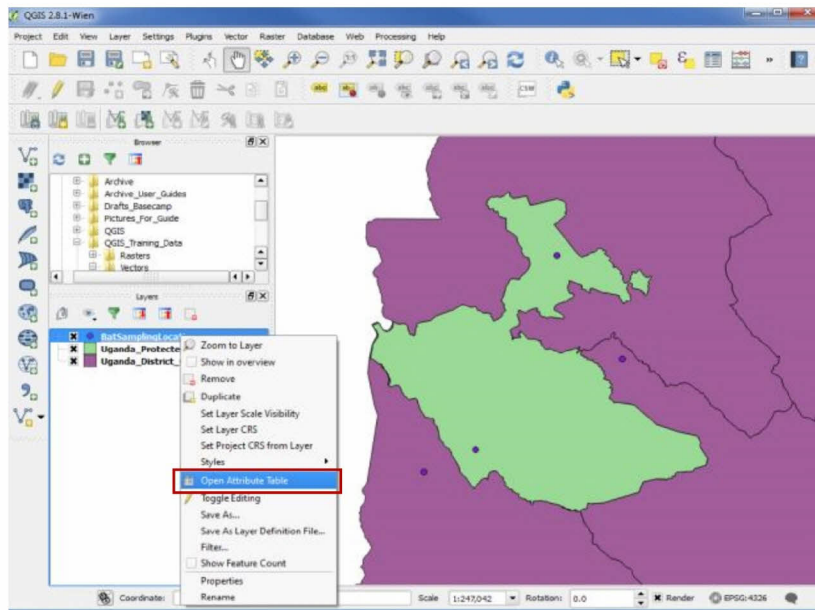 QGIS 2.8.1-Wien
Project Edit View Layer Settings Plugins Vector Raster Database Web Processing Help
Browser
Archive
Archive_User_Guides
Drafts_Basecamp
Pictures_For_Guide
QGIS
QGIS_Training_Data
Rasters
Vectors
Layers
BatSamplingLocati
Uganda_Protecte
Uganda_District_
Zoom to Layer
Show in overview
Remove
Duplicate
Set Layer Scale Visibility
Set Layer CRS
Set Project CRS from Layer
Styles
Open Attribute Table
Toggle Editing
Save As...
Save As Layer Definition File...
Filter...
Show Feature Count
Properties
Rename
Coordinate: Scale 1:247,042 Rotation: 0.0 Render EPSG:4326